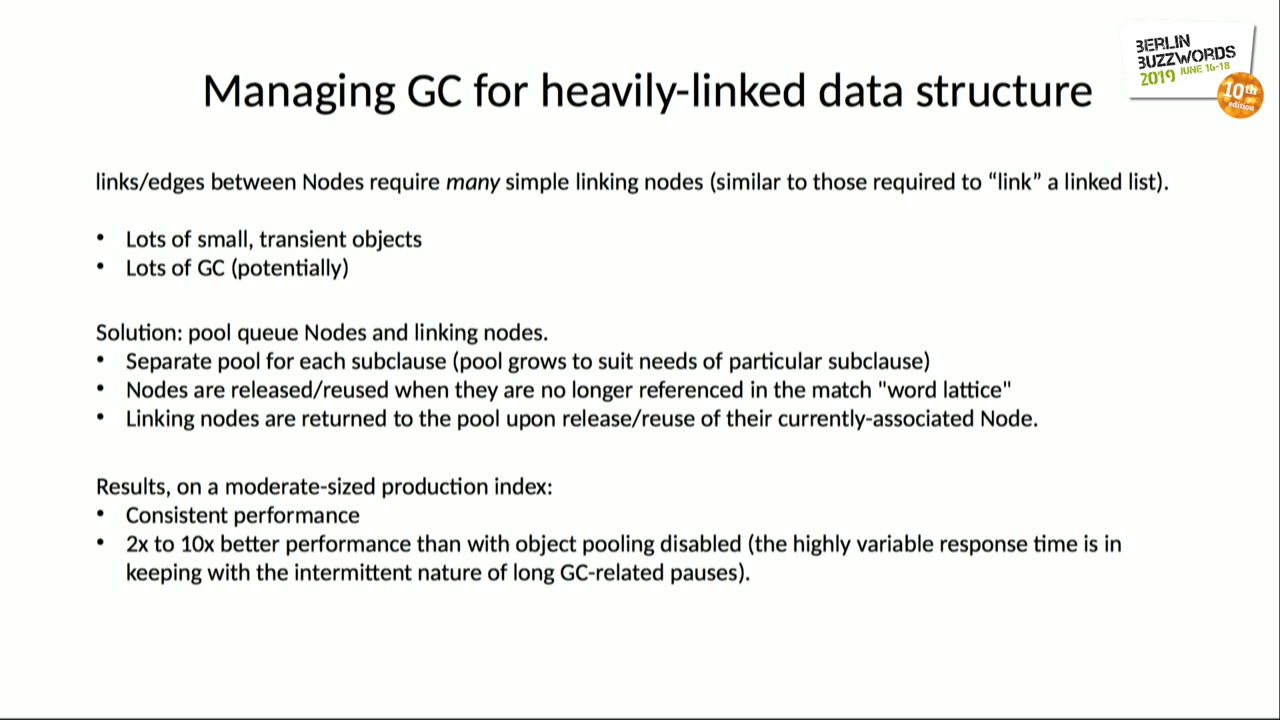 BERLIN
BUZZWORDS
2019 JUNE 16-18
10th
edition
Managing GC for heavily-linked data structure
links/edges between Nodes require many simple linking nodes (similar to those required to “link” a linked list).
• Lots of small, transient objects
• Lots of GC (potentially)
Solution: pool queue Nodes and linking nodes.
• Separate pool for each subclause (pool grows to suit needs of particular subclause)
• Nodes are released/reused when they are no longer referenced in the match "word lattice"
• Linking nodes are returned to the pool upon release/reuse of their currently-associated Node.
Results, on a moderate-sized production index:
• Consistent performance
• 2x to 10x better performance than with object pooling disabled (the highly variable response time is in
keeping with the intermittent nature of long GC-related pauses).